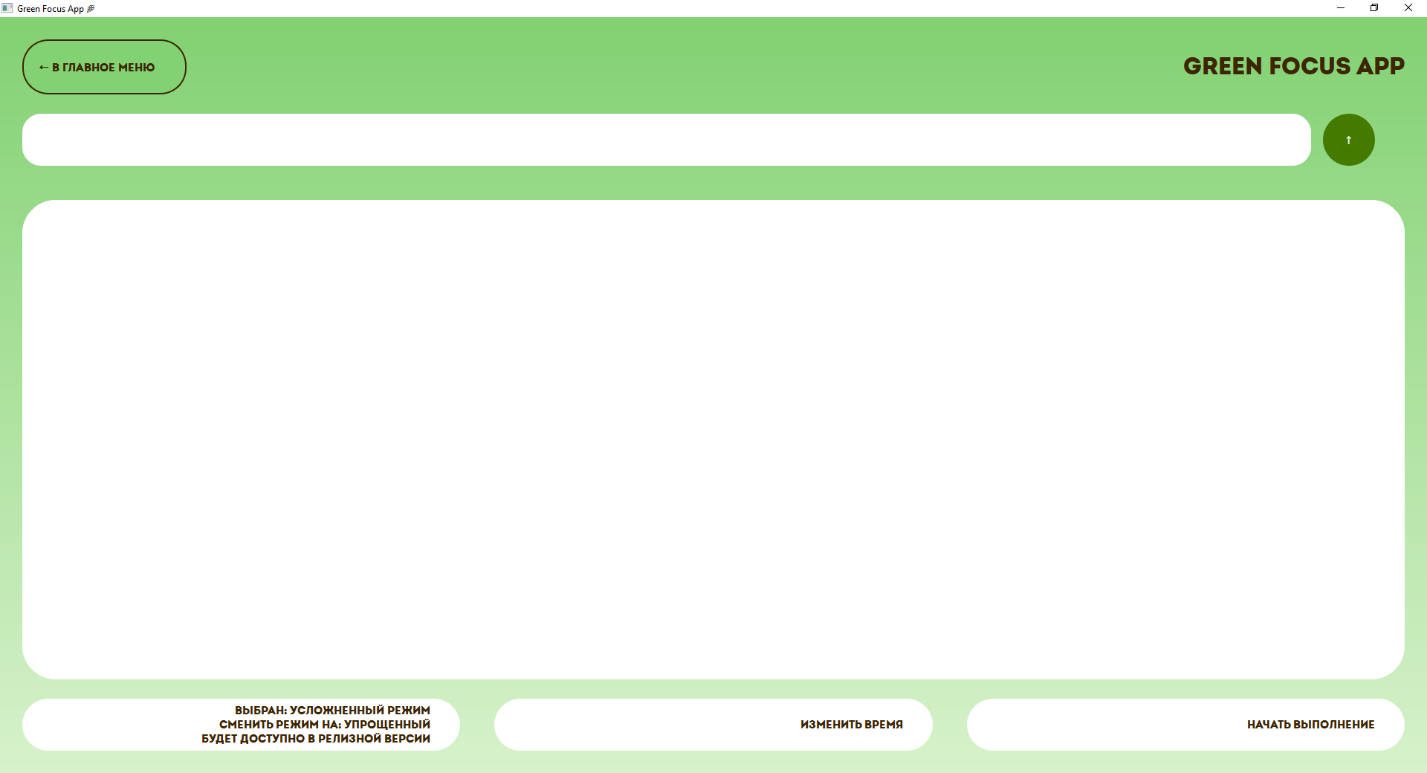 Green Focus App
← В ГЛАВНОЕ МЕНЮ
GREEN FOCUS APP
↑
ВЫБРАН: УСЛОЖНЕННЫЙ РЕЖИМ
СМЕНИТЬ РЕЖИМ НА: УПРОЩЕННЫЙ
БУДЕТ ДОСТУПНО В РЕЛИЗНОЙ ВЕРСИИ
ИЗМЕНИТЬ ВРЕМЯ
НАЧАТЬ ВЫПОЛНЕНИЕ